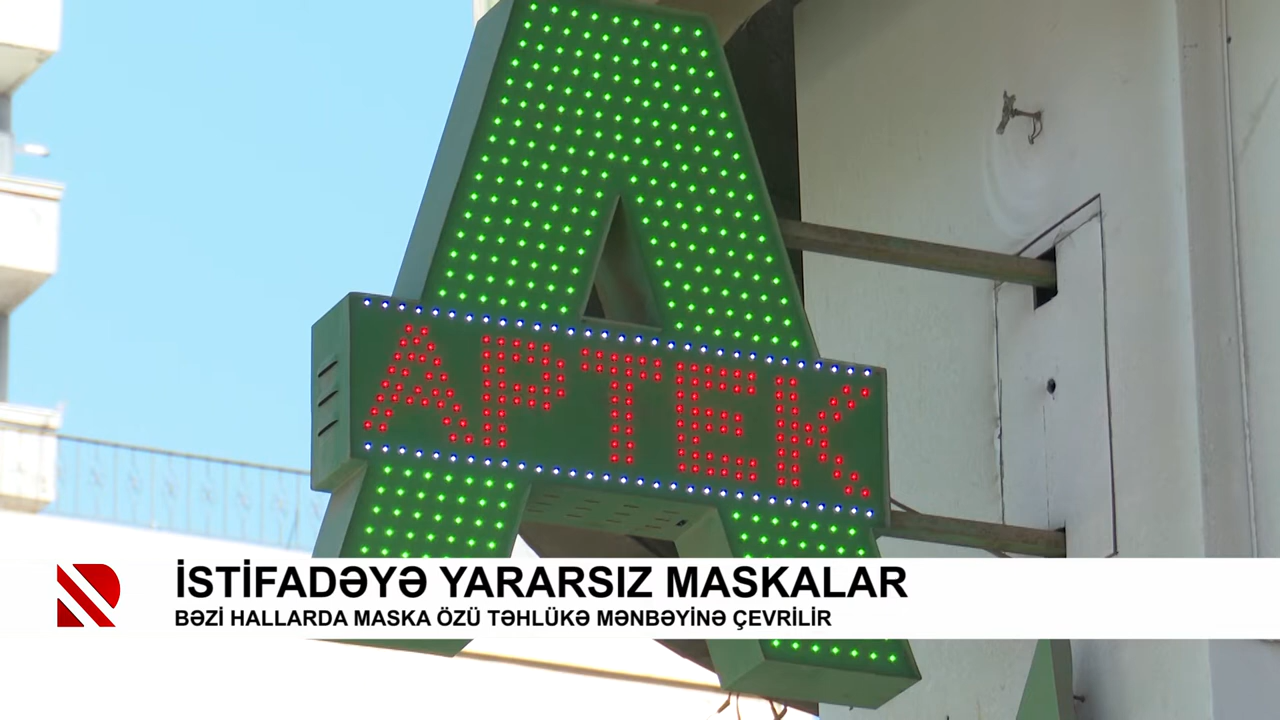 A
APTEK
İSTİFADƏYƏ YARARSIZ MASKALAR
BƏZİ HALLARDA MASKA ÖZÜ TƏHLÜKƏ MƏNBƏYİNƏ ÇEVRİLİR